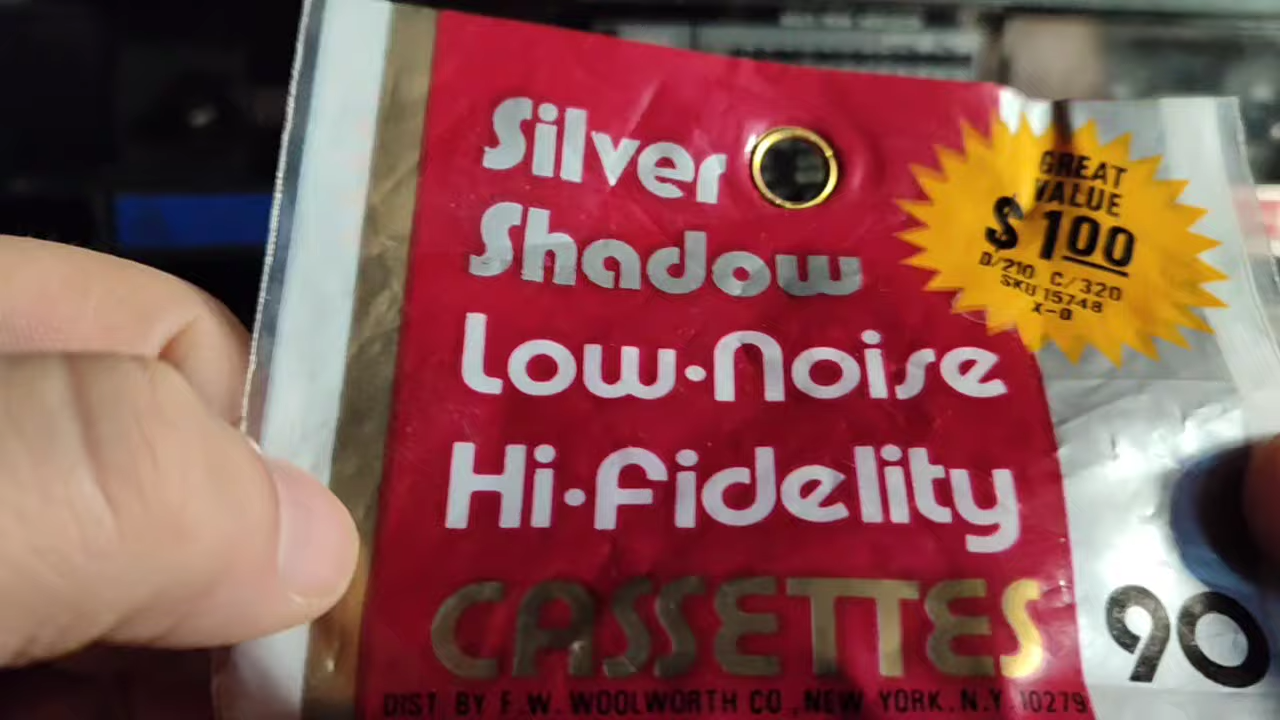 Silver
Shadow
Low·Noise
Hi·Fidelity
CASSETTES
DIST. BY F.W. WOOLWORTH CO., NEW YORK, N.Y. 10279
GREAT
VALUE
$100
D/210 C/320
SKU 15748
X-0
90